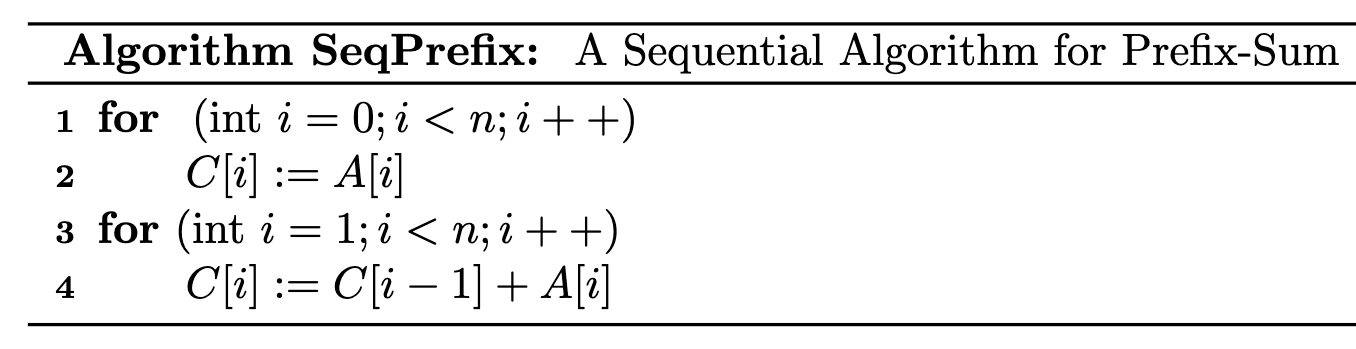 Algorithm SeqPrefix: A Sequential Algorithm for Prefix-Sum
1 for (int i = 0; i < n; i + +)
2 C[i] := A[i]
3 for (int i = 1; i < n; i + +)
4 C[i] := C[i − 1] + A[i]